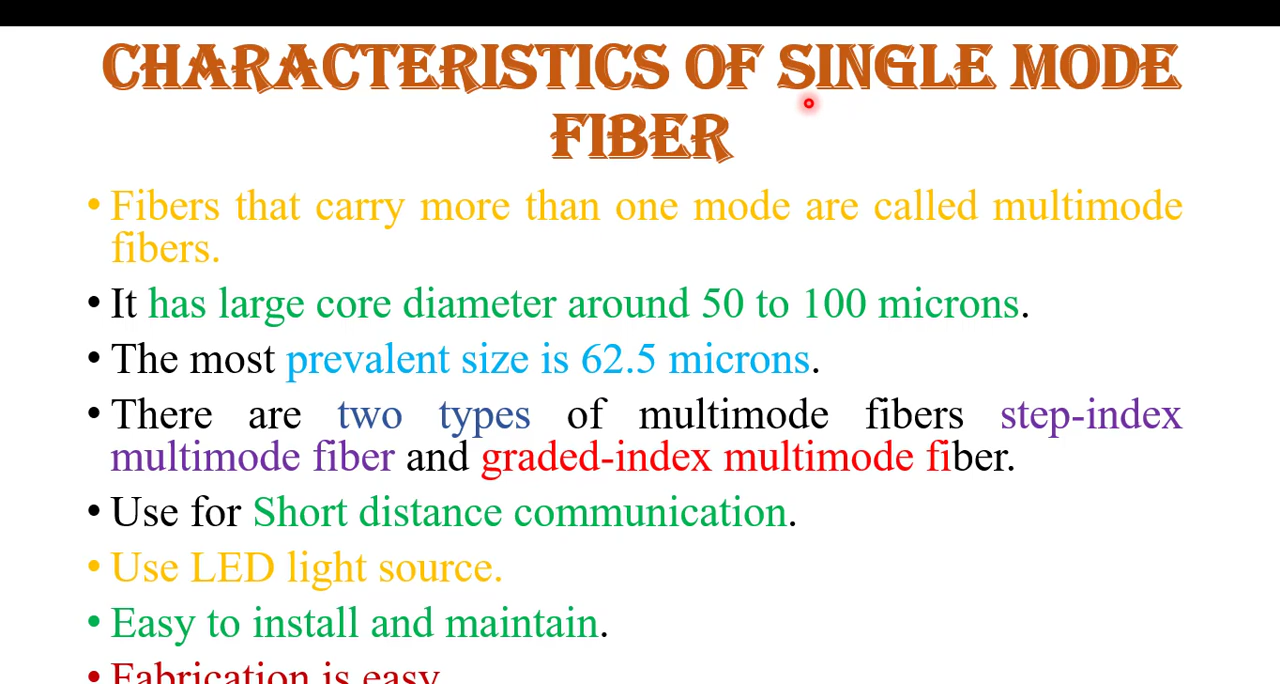 CHARACTERISTICS OF SINGLE MODE
FIBER
• Fibers that carry more than one mode are called multimode
fibers.
• It has large core diameter around 50 to 100 microns.
• The most prevalent size is 62.5 microns.
• There are two types of multimode fibers step-index
multimode fiber and graded-index multimode fiber.
• Use for Short distance communication.
• Use LED light source.
• Easy to install and maintain.
• Fabrication is easy